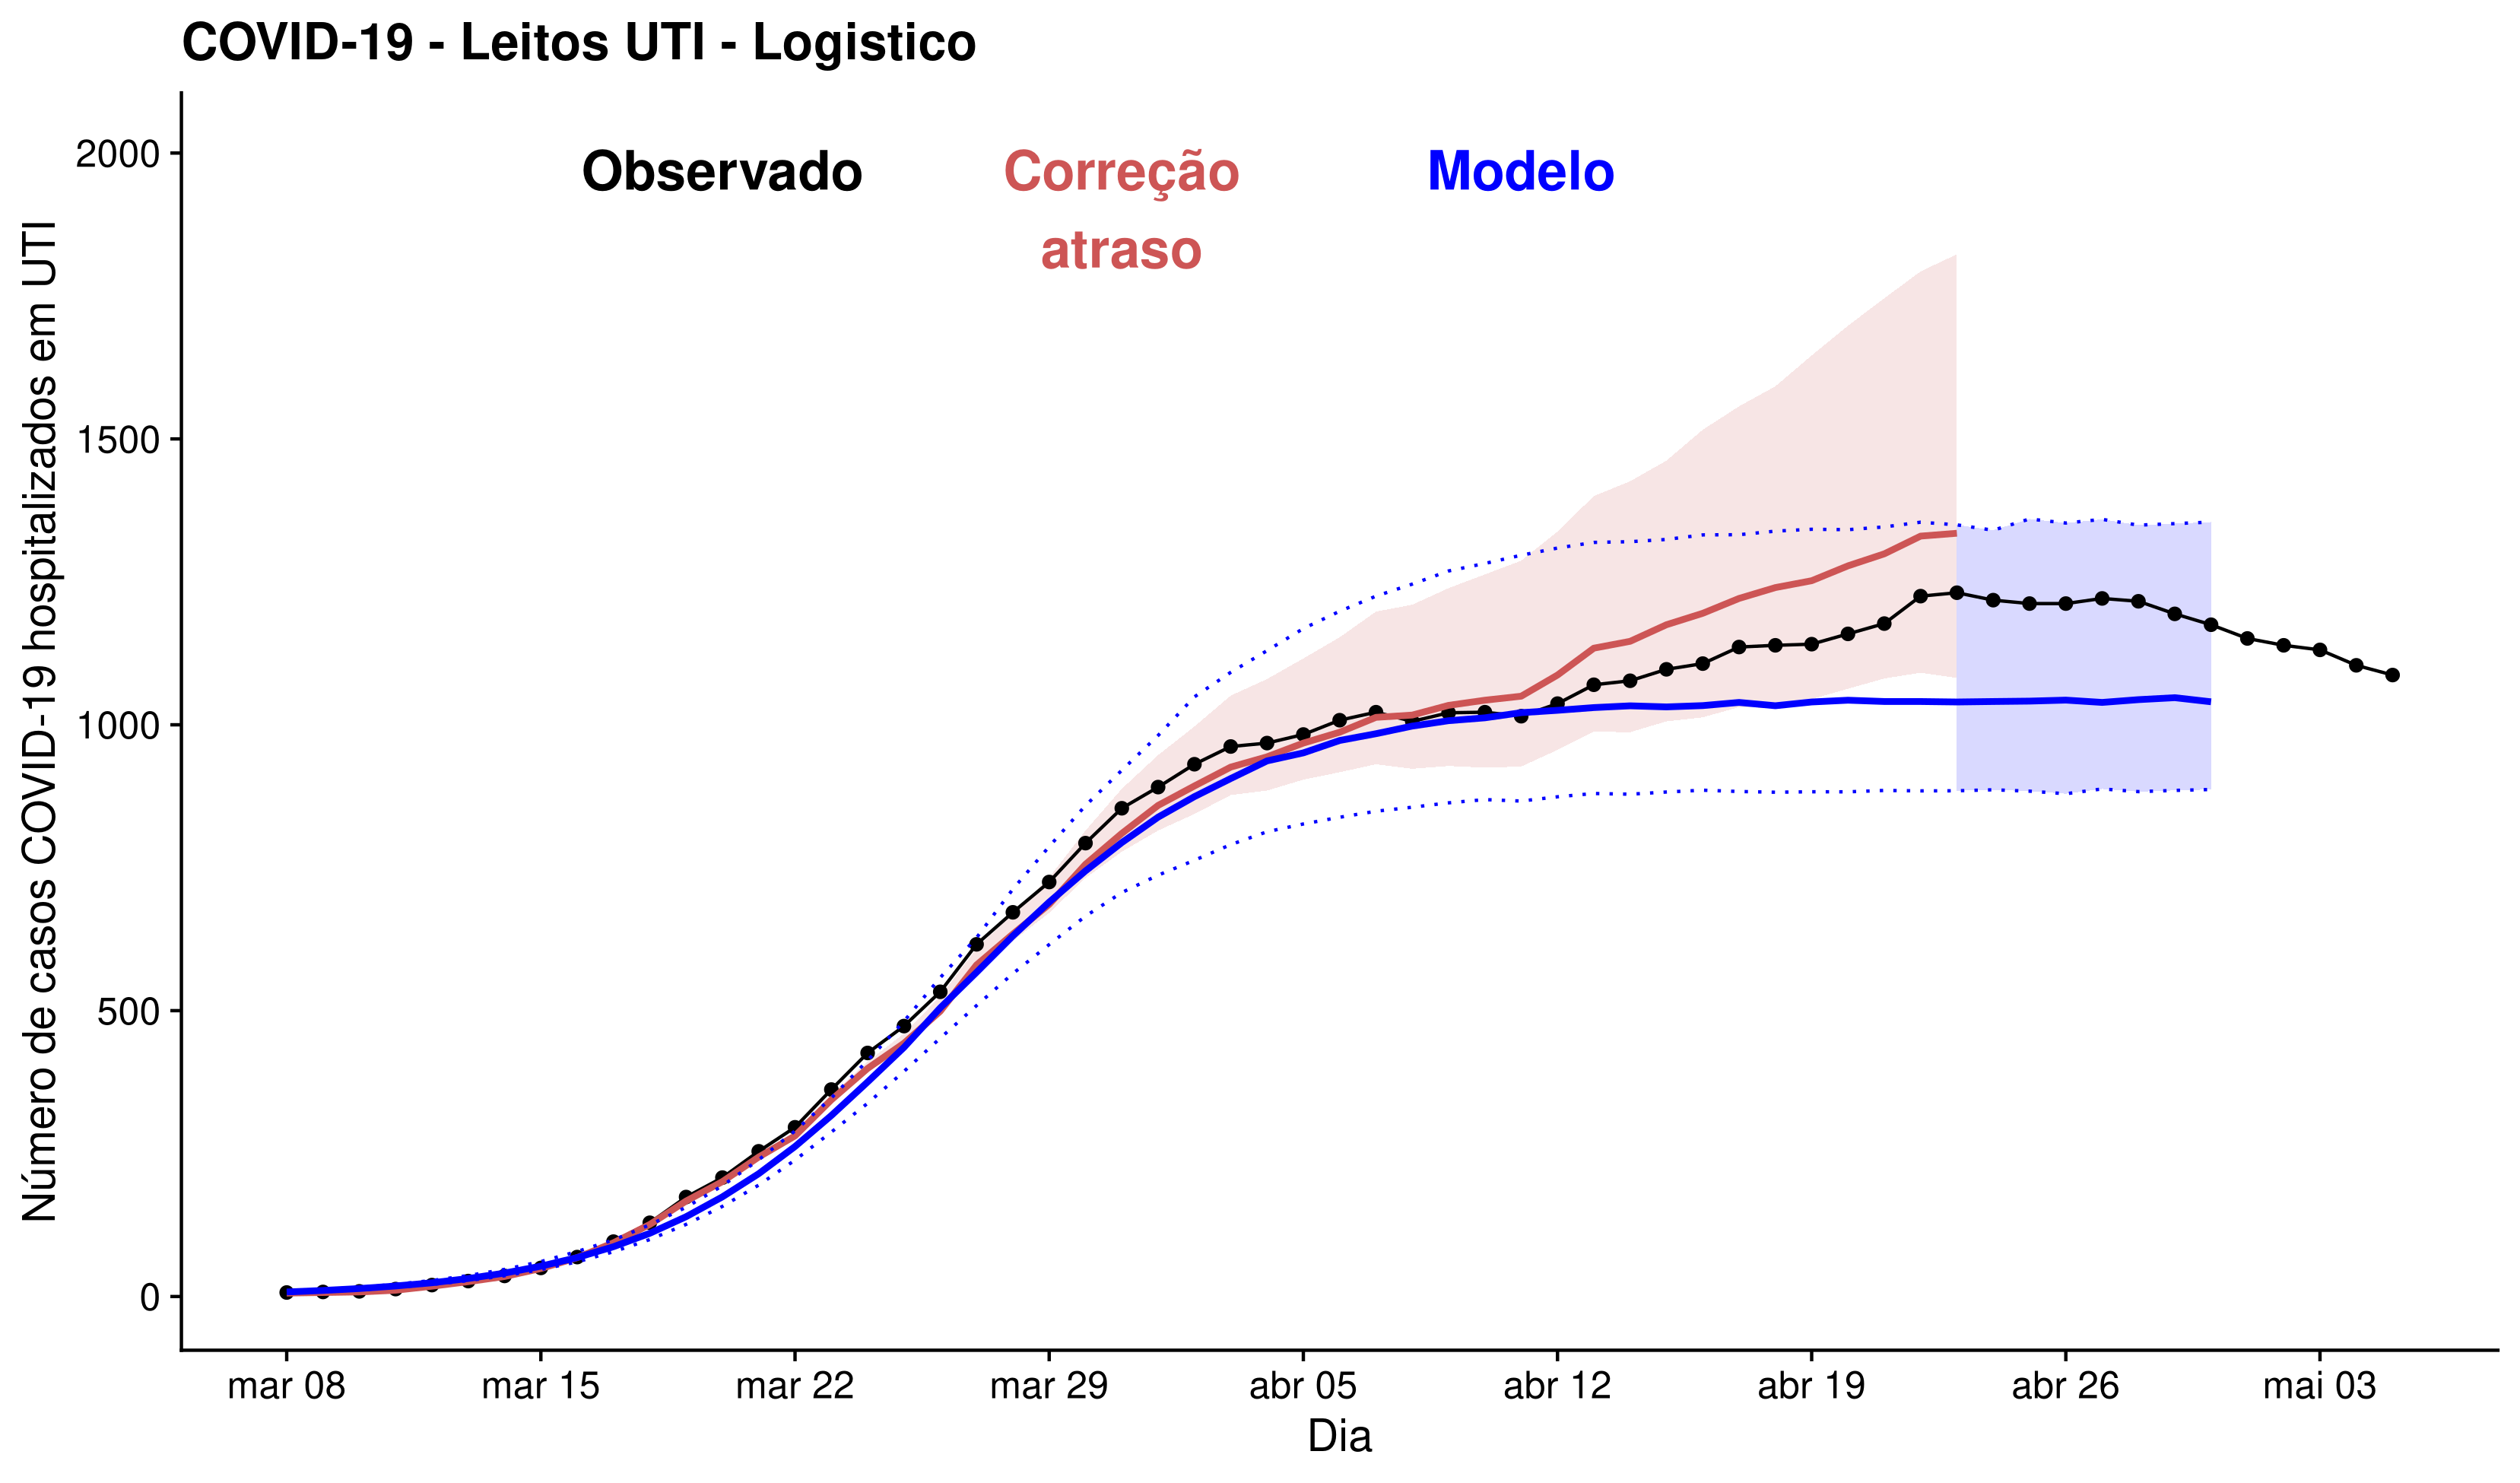 COVID-19 - Leitos UTI - Logistico
Observado
Correção
atraso
Modelo
Número de casos COVID-19 hospitalizados em UTI
2000
1500
1000
500
0
mar 08
mar 15
mar 22
mar 29
abr 05
abr 12
abr 19
abr 26
mai 03
Dia